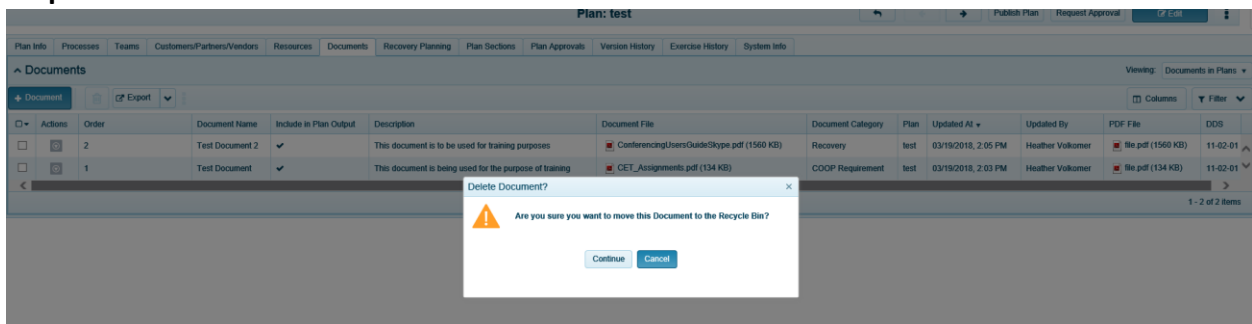 Plan: test
Publish Plan Request Approval Edit
Plan Info Processes Teams Customers/Partners/Vendors Resources Documents Recovery Planning Plan Sections Plan Approvals Version History Exercise History System Info
Documents Viewing: Documents in Plans
+ Document Export Columns Filter
Actions Order Document Name Include in Plan Output Description Document File Document Category Plan Updated At Updated By PDF File DDS
2 Test Document 2 This document is to be used for training purposes ConferencingUsersGuideSkype.pdf (1560 KB) Recovery test 03/19/2018, 2:05 PM Heather Volkomer file.pdf (1560 KB) 11-02-01
1 Test Document This document is being used for the purpose of training CET_Assignments.pdf (134 KB) COOP Requirement test 03/19/2018, 2:03 PM Heather Volkomer file.pdf (134 KB) 11-02-01
1 - 2 of 2 items
Delete Document? ×
Are you sure you want to move this Document to the Recycle Bin?
Continue Cancel